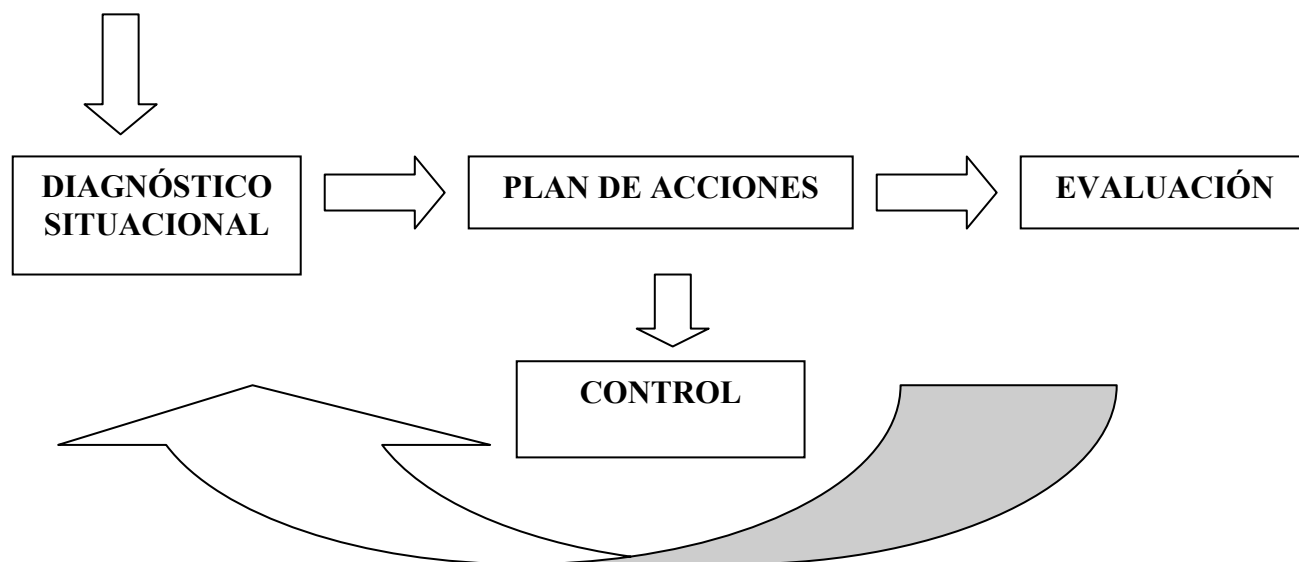 DIAGNÓSTICO
SITUACIONAL
PLAN DE ACCIONES
EVALUACIÓN
CONTROL